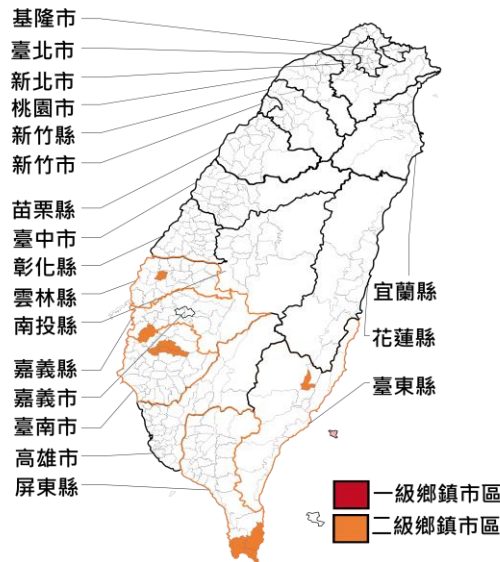 基隆市
臺北市
新北市
桃園市
新竹縣
新竹市
苗栗縣
臺中市
彰化縣
雲林縣
南投縣
嘉義縣
嘉義市
臺南市
高雄市
屏東縣
宜蘭縣
花蓮縣
臺東縣
一級鄉鎮市區
二級鄉鎮市區